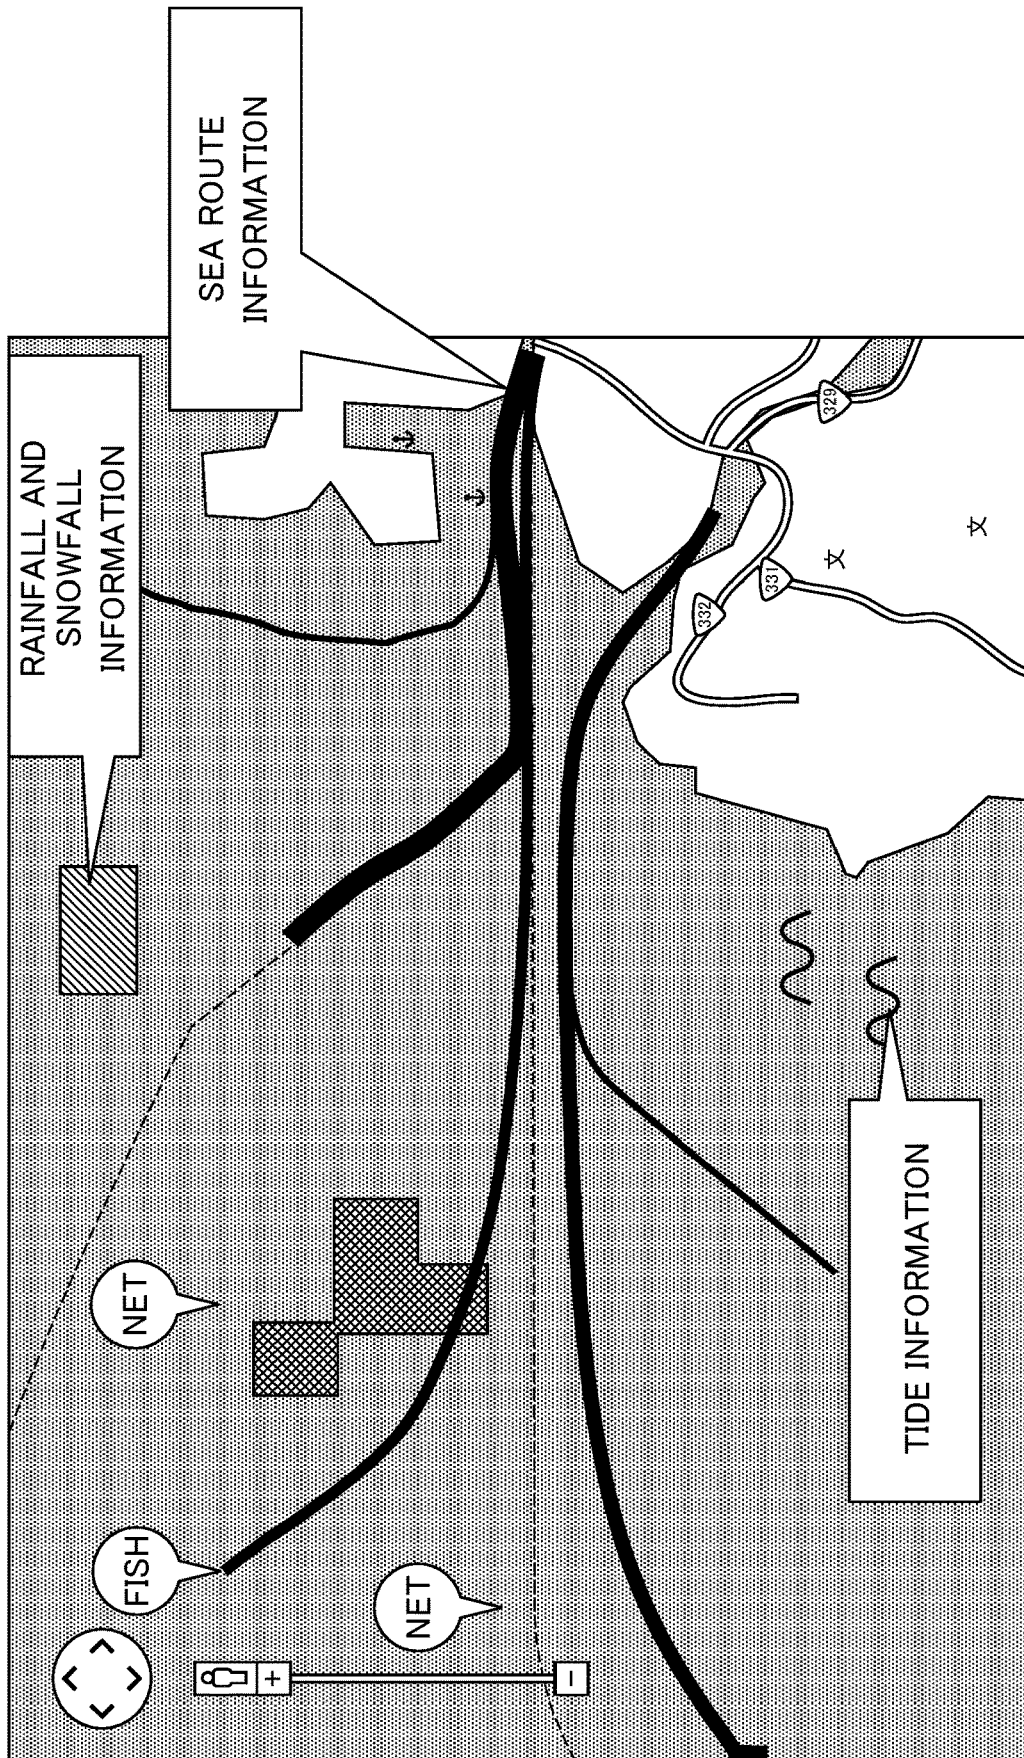 RAINFALL AND
SNOWFALL
INFORMATION
SEA ROUTE
INFORMATION
NET
FISH
NET
+
−
332
331
329
文
文
TIDE INFORMATION